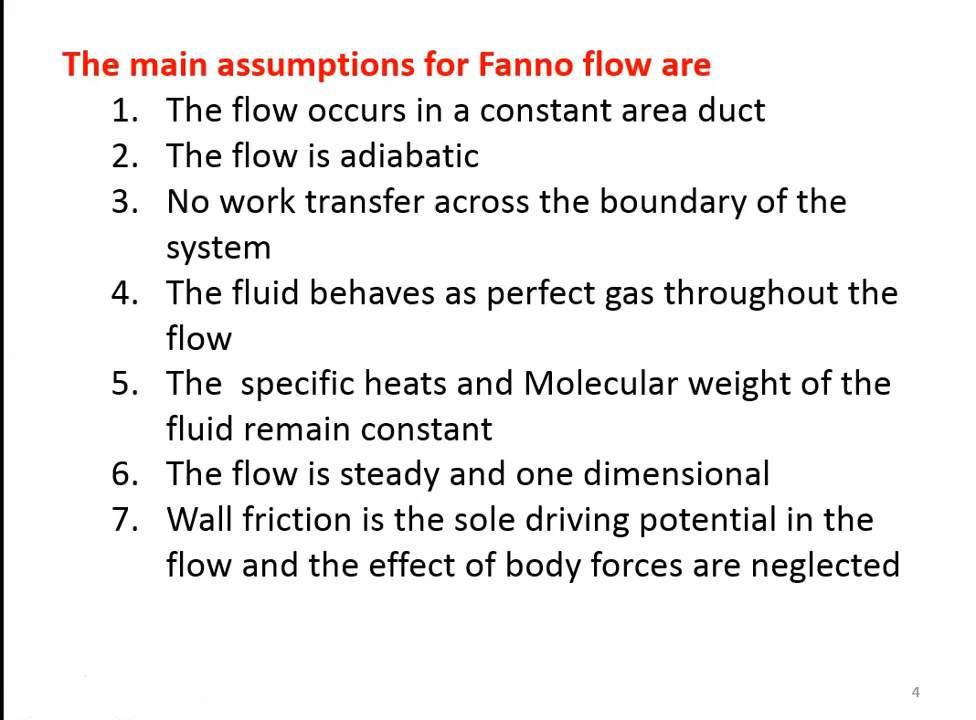 The main assumptions for Fanno flow are
1. The flow occurs in a constant area duct
2. The flow is adiabatic
3. No work transfer across the boundary of the
system
4. The fluid behaves as perfect gas throughout the
flow
5. The  specific heats and Molecular weight of the
fluid remain constant
6. The flow is steady and one dimensional
7. Wall friction is the sole driving potential in the
flow and the effect of body forces are neglected
4